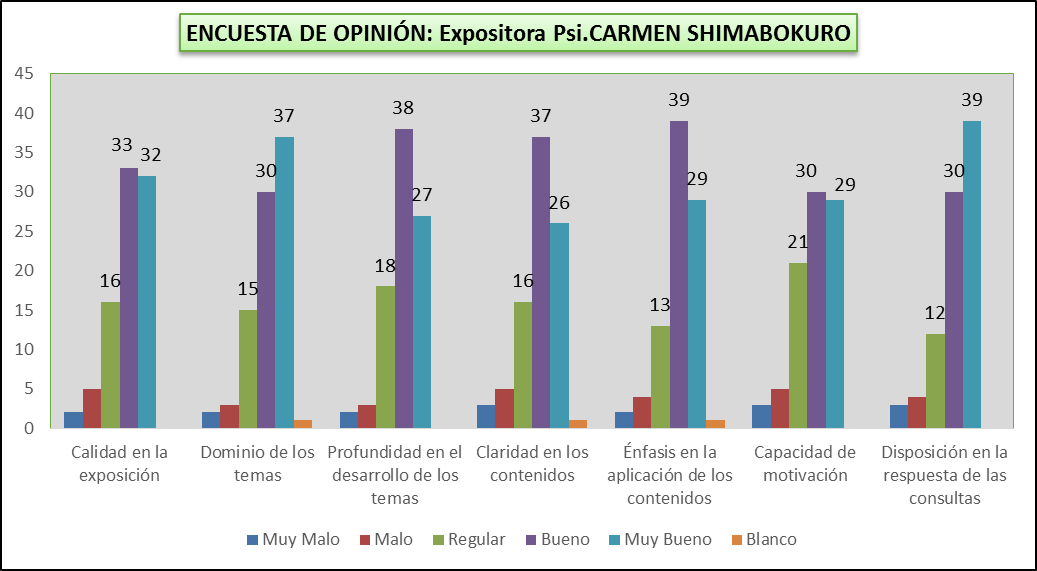 ENCUESTA DE OPINIÓN: Expositora Psi.CARMEN SHIMABOKURO
45
40
35
30
25
20
15
10
5
0
16
33
32
15
30
37
18
38
27
16
37
26
13
39
29
21
30
29
12
30
39
Calidad en la
exposición
Dominio de los
temas
Profundidad en el
desarrollo de los
temas
Claridad en los
contenidos
Énfasis en la
aplicación de los
contenidos
Capacidad de
motivación
Disposición en la
respuesta de las
consultas
Muy Malo
Malo
Regular
Bueno
Muy Bueno
Blanco